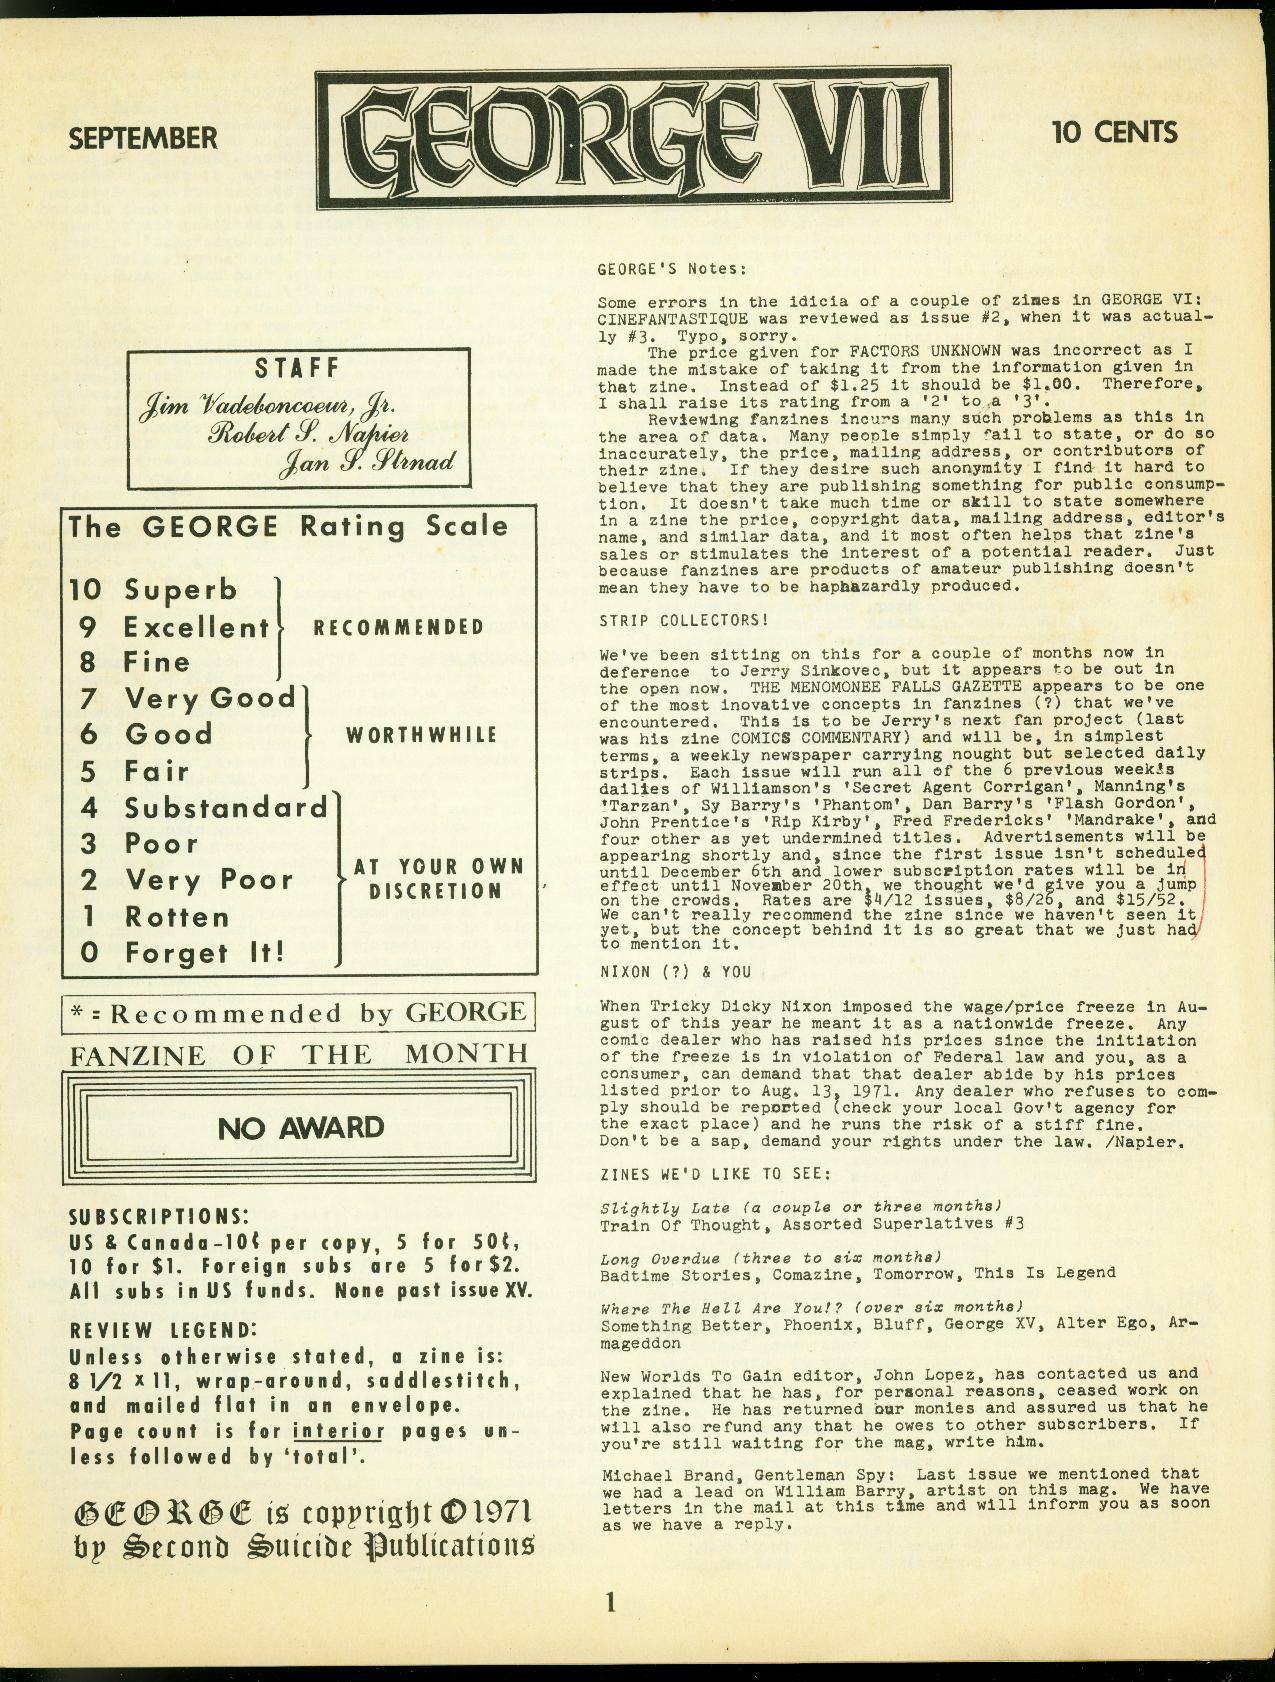 SEPTEMBER
GEORGE VII
10 CENTS
STAFF
Jim Vadeboncoeur, Jr.
Robert S. Napier
Jan S. Strnad
The GEORGE Rating Scale
10 Superb
9 Excellent
RECOMMENDED
8 Fine
7 Very Good
6 Good
WORTHWHILE
5 Fair
4 Substandard
3 Poor
2 Very Poor
AT YOUR OWN
DISCRETION
1 Rotten
0 Forget It!
* = Recommended by GEORGE
FANZINE OF THE MONTH
NO AWARD
SUBSCRIPTIONS:
US & Canada-10¢ per copy, 5 for 50¢,
10 for $1. Foreign subs are 5 for $2.
All subs in US funds. None past issue XV.
REVIEW LEGEND:
Unless otherwise stated, a zine is:
8 1/2 x 11, wrap-around, saddlestitch,
and mailed flat in an envelope.
Page count is for interior pages un-
less followed by 'total'.
GEORGE is copyright © 1971
by Second Suicide Publications
GEORGE'S Notes:
Some errors in the idicia of a couple of zines in GEORGE VI:
CINEFANTASTIQUE was reviewed as issue #2, when it was actual-
ly #3. Typo, sorry.
The price given for FACTORS UNKNOWN was incorrect as I
made the mistake of taking it from the information given in
that zine. Instead of $1.25 it should be $1.00. Therefore,
I shall raise its rating from a '2' to a '3'.
Reviewing fanzines incurs many such problems as this in
the area of data. Many people simply fail to state, or do so
inaccurately, the price, mailing address, or contributors of
their zine. If they desire such anonymity I find it hard to
believe that they are publishing something for public consump-
tion. It doesn't take much time or skill to state somewhere
in a zine the price, copyright data, mailing address, editor's
name, and similar data, and it most often helps that zine's
sales or stimulates the interest of a potential reader. Just
because fanzines are products of amateur publishing doesn't
mean they have to be haphazardly produced.
STRIP COLLECTORS!
We've been sitting on this for a couple of months now in
deference to Jerry Sinkovec, but it appears to be out in
the open now. THE MENOMONEE FALLS GAZETTE appears to be one
of the most inovative concepts in fanzines (?) that we've
encountered. This is to be Jerry's next fan project (last
was his zine COMICS COMMENTARY) and will be, in simplest
terms, a weekly newspaper carrying nought but selected daily
strips. Each issue will run all of the 6 previous week's
dailies of Williamson's 'Secret Agent Corrigan', Manning's
'Tarzan', Sy Barry's 'Phantom', Dan Barry's 'Flash Gordon',
John Prentice's 'Rip Kirby', Fred Fredericks' 'Mandrake', and
four other as yet undermined titles. Advertisements will be
appearing shortly and, since the first issue isn't scheduled
until December 6th and lower subscription rates will be in
effect until November 20th, we thought we'd give you a jump
on the crowds. Rates are $4/12 issues, $8/26, and $15/52.
We can't really recommend the zine since we haven't seen it
yet, but the concept behind it is so great that we just had
to mention it.
NIXON (?) & YOU
When Tricky Dicky Nixon imposed the wage/price freeze in Au-
gust of this year he meant it as a nationwide freeze. Any
comic dealer who has raised his prices since the initiation
of the freeze is in violation of Federal law and you, as a
consumer, can demand that that dealer abide by his prices
listed prior to Aug. 13, 1971. Any dealer who refuses to com-
ply should be reported (check your local Gov't agency for
the exact place) and he runs the risk of a stiff fine.
Don't be a sap, demand your rights under the law. /Napier.
ZINES WE'D LIKE TO SEE:
Slightly Late (a couple or three months)
Train Of Thought, Assorted Superlatives #3
Long Overdue (three to six months)
Badtime Stories, Comazine, Tomorrow, This Is Legend
Where The Hell Are You!? (over six months)
Something Better, Phoenix, Bluff, George XV, Alter Ego, Ar-
mageddon
New Worlds To Gain editor, John Lopez, has contacted us and
explained that he has, for personal reasons, ceased work on
the zine. He has returned our monies and assured us that he
will also refund any that he owes to other subscribers. If
you're still waiting for the mag, write him.
Michael Brand, Gentleman Spy: Last issue we mentioned that
we had a lead on William Barry, artist on this mag. We have
letters in the mail at this time and will inform you as soon
as we have a reply.
1